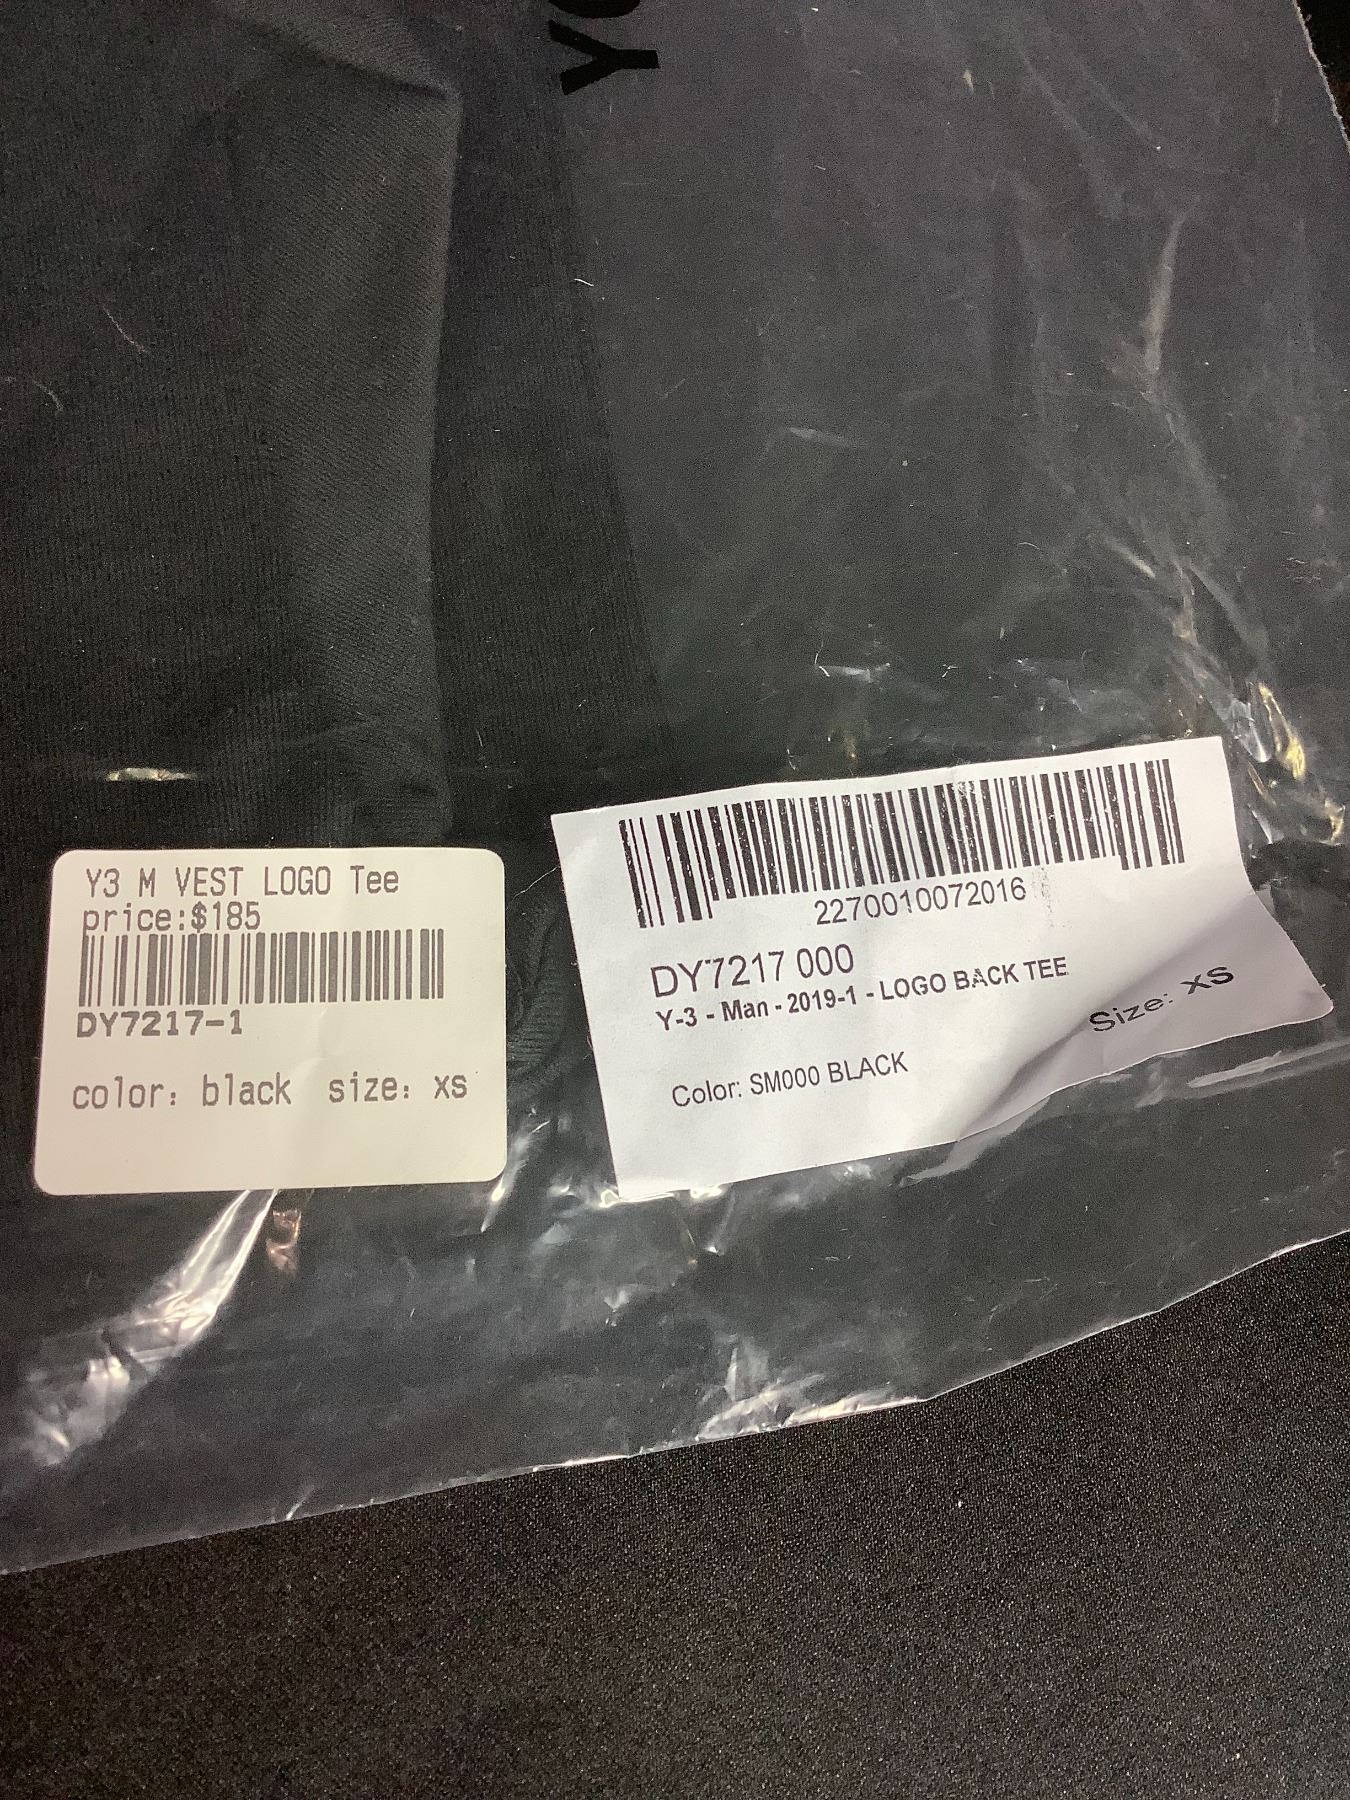 Y3 M VEST LOGO Tee
price:$185
DY7217-1
color: black size: xs
2270010072016
DY7217 000
Y-3 - Man - 2019-1 - LOGO BACK TEE
Color: SM000 BLACK
Size: XS